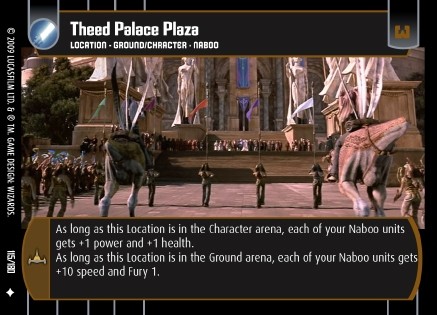 Theed Palace Plaza
LOCATION • GROUND/CHARACTER • NABOO
As long as this Location is in the Character arena, each of your Naboo units
gets +1 power and +1 health.
As long as this Location is in the Ground arena, each of your Naboo units gets
+10 speed and Fury 1.
© 2009 LUCASFILM LTD. & ® TM. GAME DESIGN: WIZARDS.